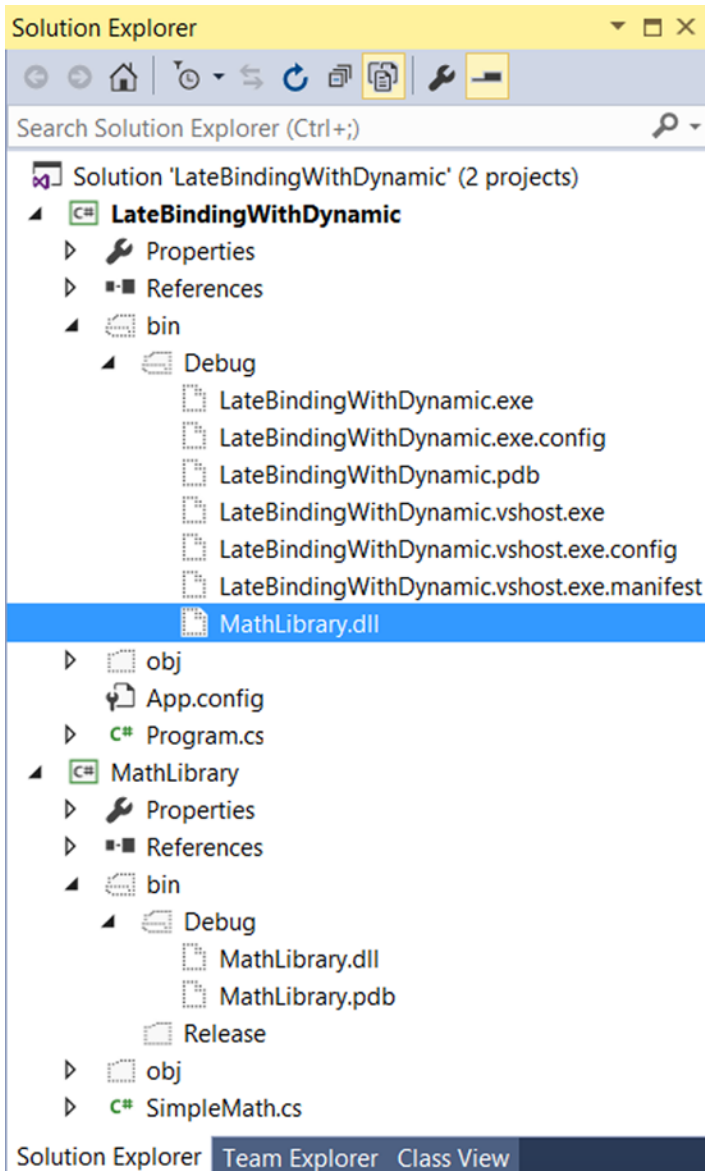 Solution Explorer
Search Solution Explorer (Ctrl+;)
Solution 'LateBindingWithDynamic' (2 projects)
C# LateBindingWithDynamic
Properties
References
bin
Debug
LateBindingWithDynamic.exe
LateBindingWithDynamic.exe.config
LateBindingWithDynamic.pdb
LateBindingWithDynamic.vshost.exe
LateBindingWithDynamic.vshost.exe.config
LateBindingWithDynamic.vshost.exe.manifest
MathLibrary.dll
obj
App.config
C# Program.cs
C# MathLibrary
Properties
References
bin
Debug
MathLibrary.dll
MathLibrary.pdb
Release
obj
C# SimpleMath.cs
Solution Explorer Team Explorer Class View